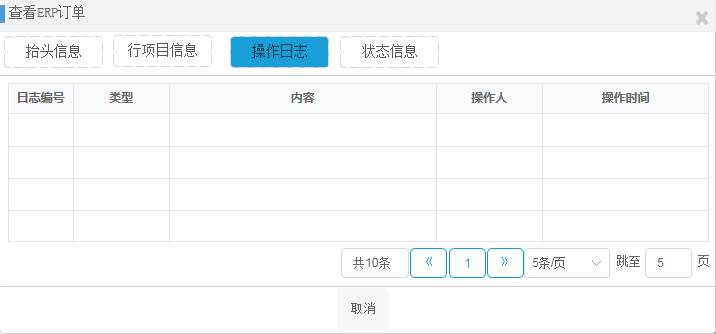 查看ERP订单
抬头信息 行项目信息 操作日志 状态信息
日志编号 类型 内容 操作人 操作时间
共10条 《 1 》 5条/页 跳至 5 页
取消